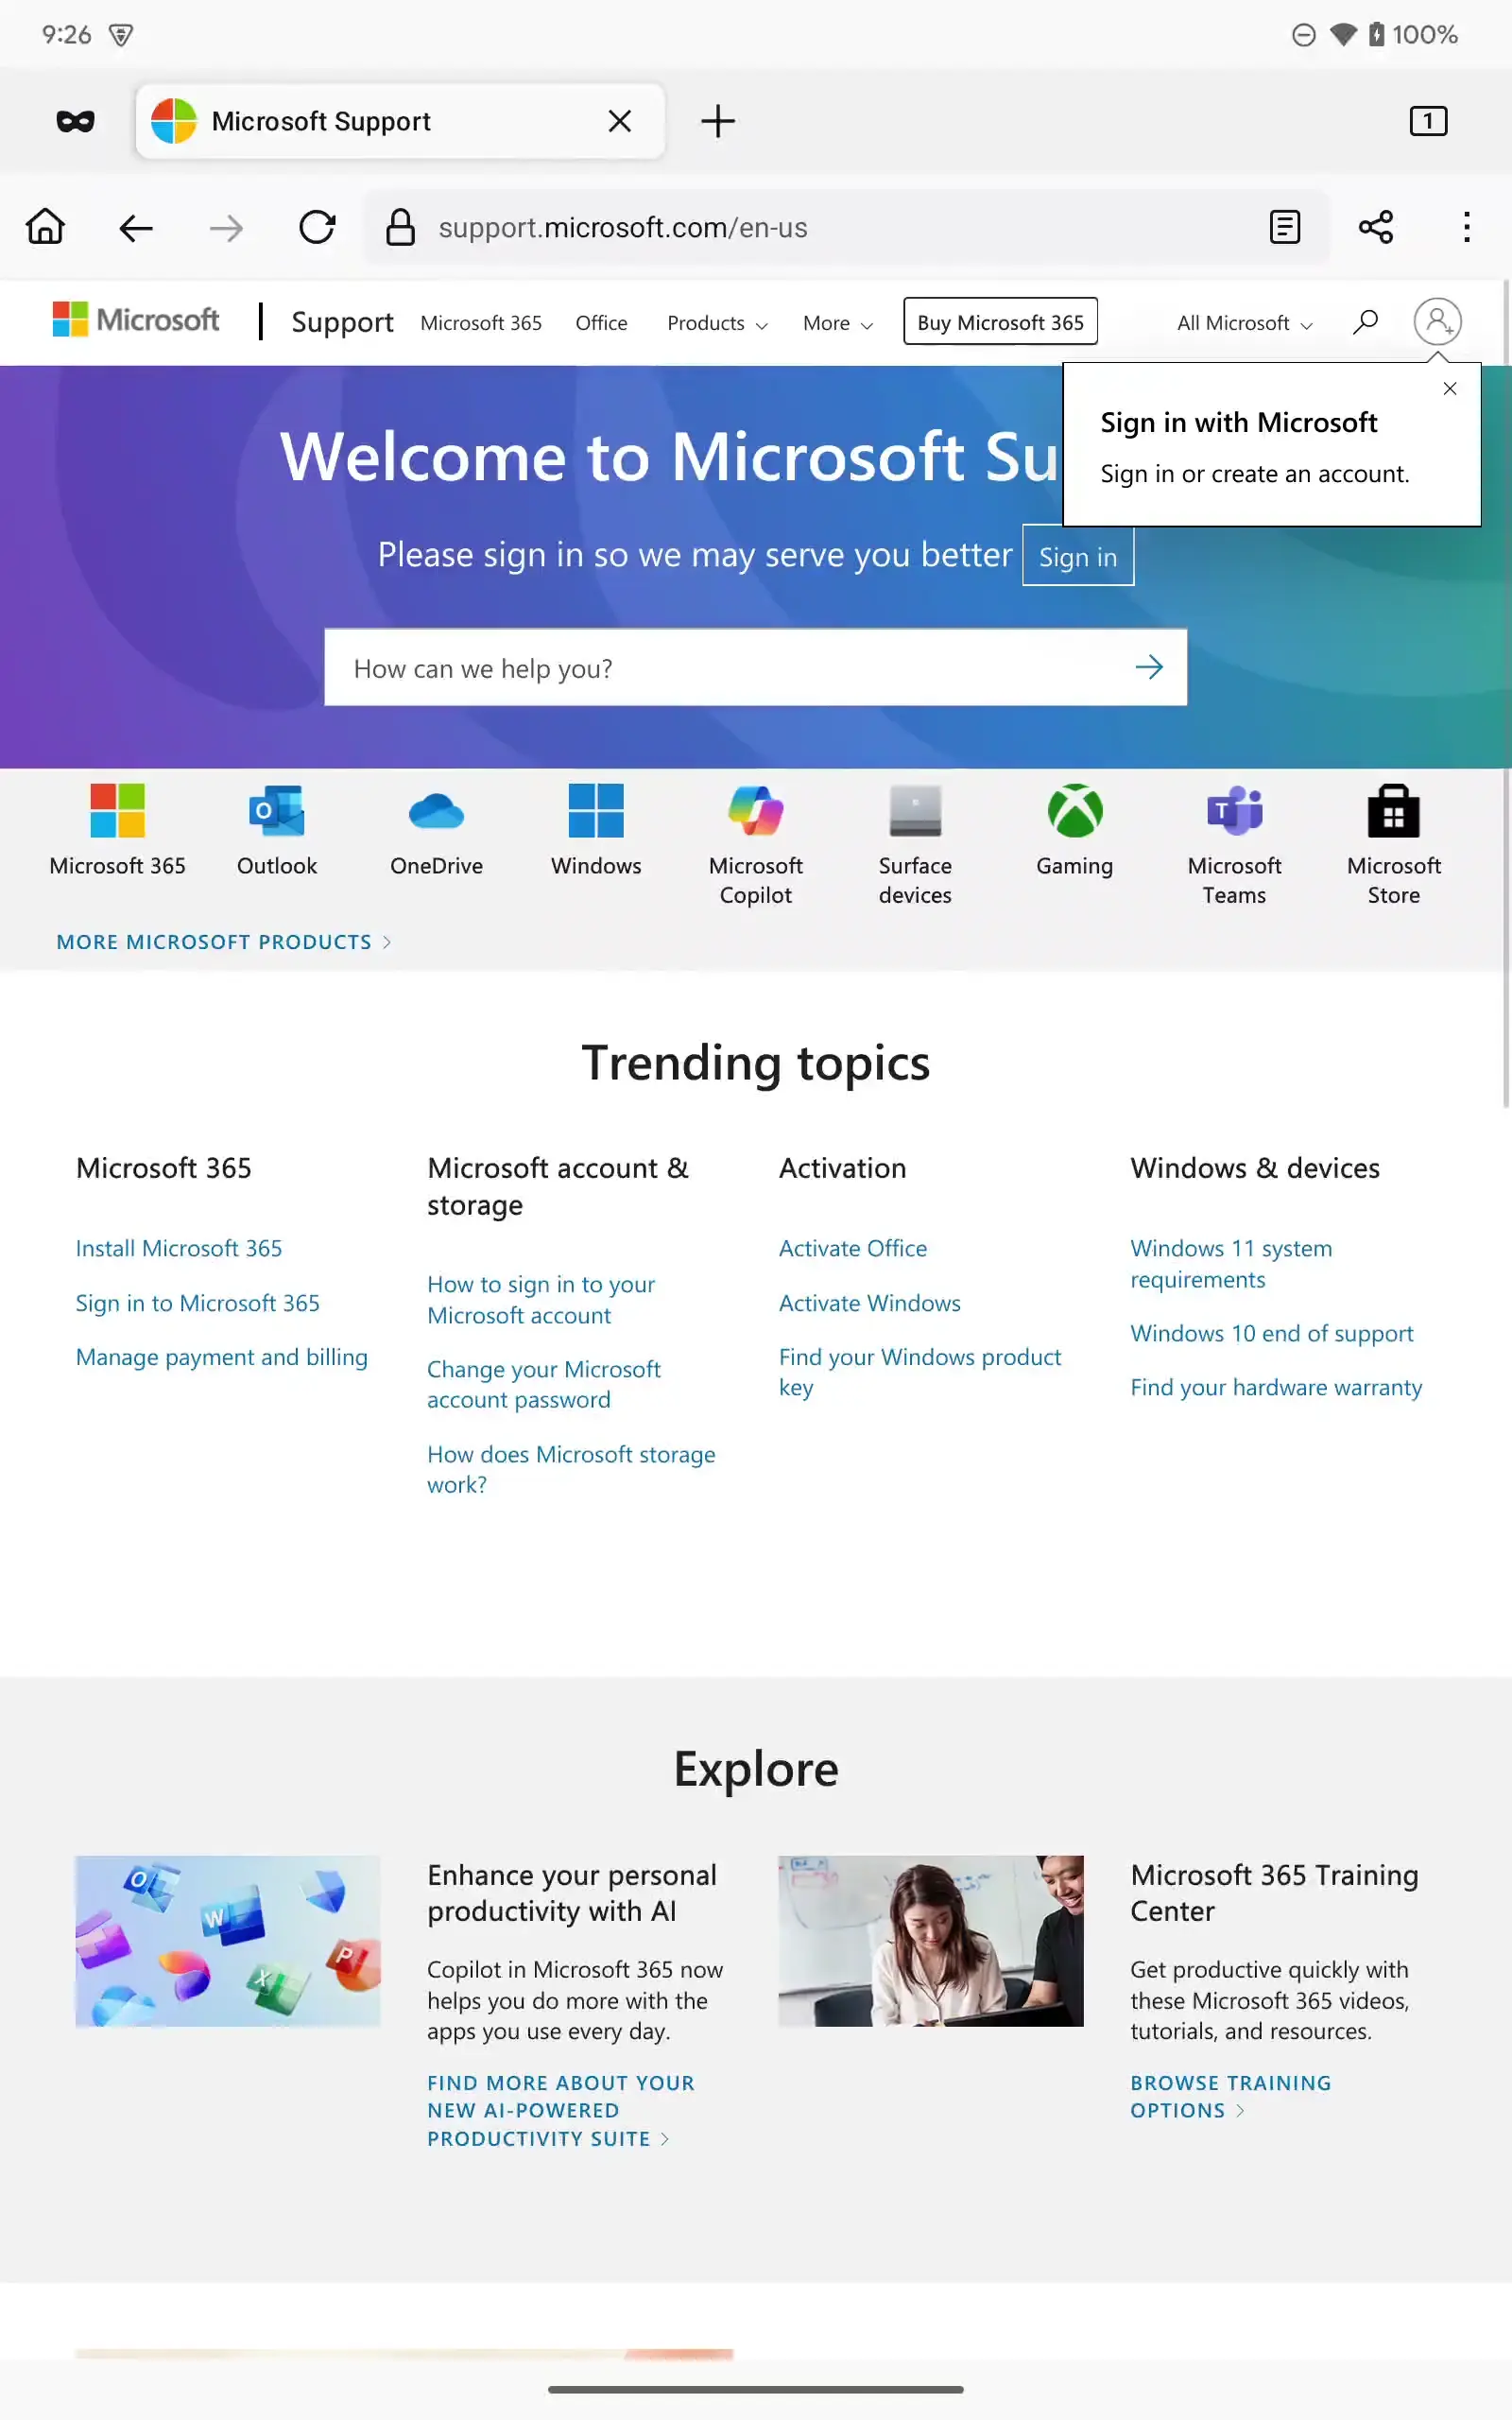 9:26
100%
Microsoft Support
1
support.microsoft.com/en-us
Microsoft
Support
Microsoft 365
Office
Products
More
Buy Microsoft 365
All Microsoft
Sign in with Microsoft
Sign in or create an account.
Welcome to Microsoft Su
Please sign in so we may serve you better
Sign in
How can we help you?
Microsoft 365
Outlook
OneDrive
Windows
Microsoft
Copilot
Surface
devices
Gaming
Microsoft
Teams
Microsoft
Store
MORE MICROSOFT PRODUCTS
Trending topics
Microsoft 365
Install Microsoft 365
Sign in to Microsoft 365
Manage payment and billing
Microsoft account &
storage
How to sign in to your
Microsoft account
Change your Microsoft
account password
How does Microsoft storage
work?
Activation
Activate Office
Activate Windows
Find your Windows product
key
Windows & devices
Windows 11 system
requirements
Windows 10 end of support
Find your hardware warranty
Explore
Enhance your personal
productivity with AI
Copilot in Microsoft 365 now
helps you do more with the
apps you use every day.
FIND MORE ABOUT YOUR
NEW AI-POWERED
PRODUCTIVITY SUITE
Microsoft 365 Training
Center
Get productive quickly with
these Microsoft 365 videos,
tutorials, and resources.
BROWSE TRAINING
OPTIONS